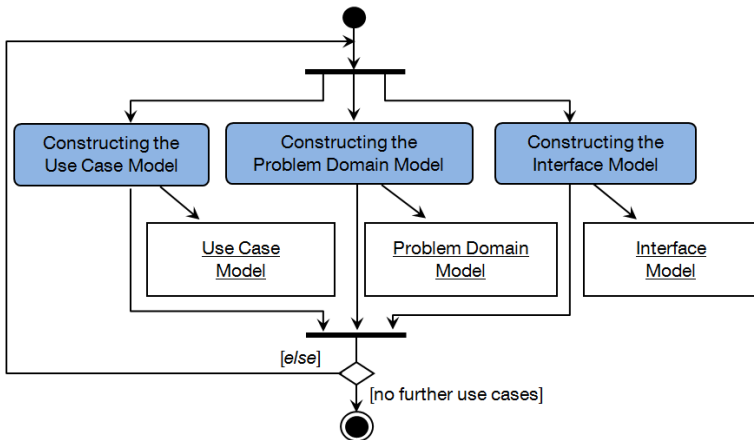 Constructing the
Use Case Model
Constructing the
Problem Domain Model
Constructing the
Interface Model
Use Case
Model
Problem Domain
Model
Interface
Model
[else]
[no further use cases]